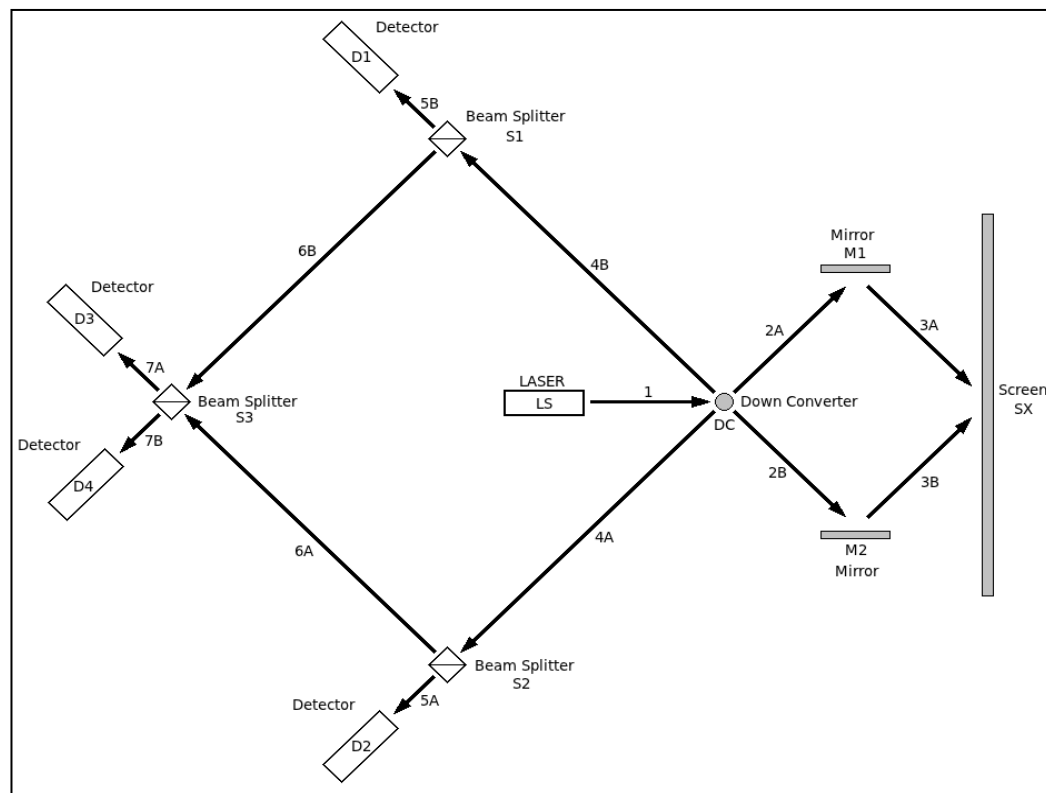 Detector
D1
5B
Beam Splitter
S1
6B
4B
Mirror
M1
Detector
D3
2A
3A
7A
LASER
LS
1
Beam Splitter
S3
Down Converter
DC
Screen
SX
Detector
7B
D4
2B
3B
6A
4A
M2
Mirror
Beam Splitter
S2
Detector
5A
D2